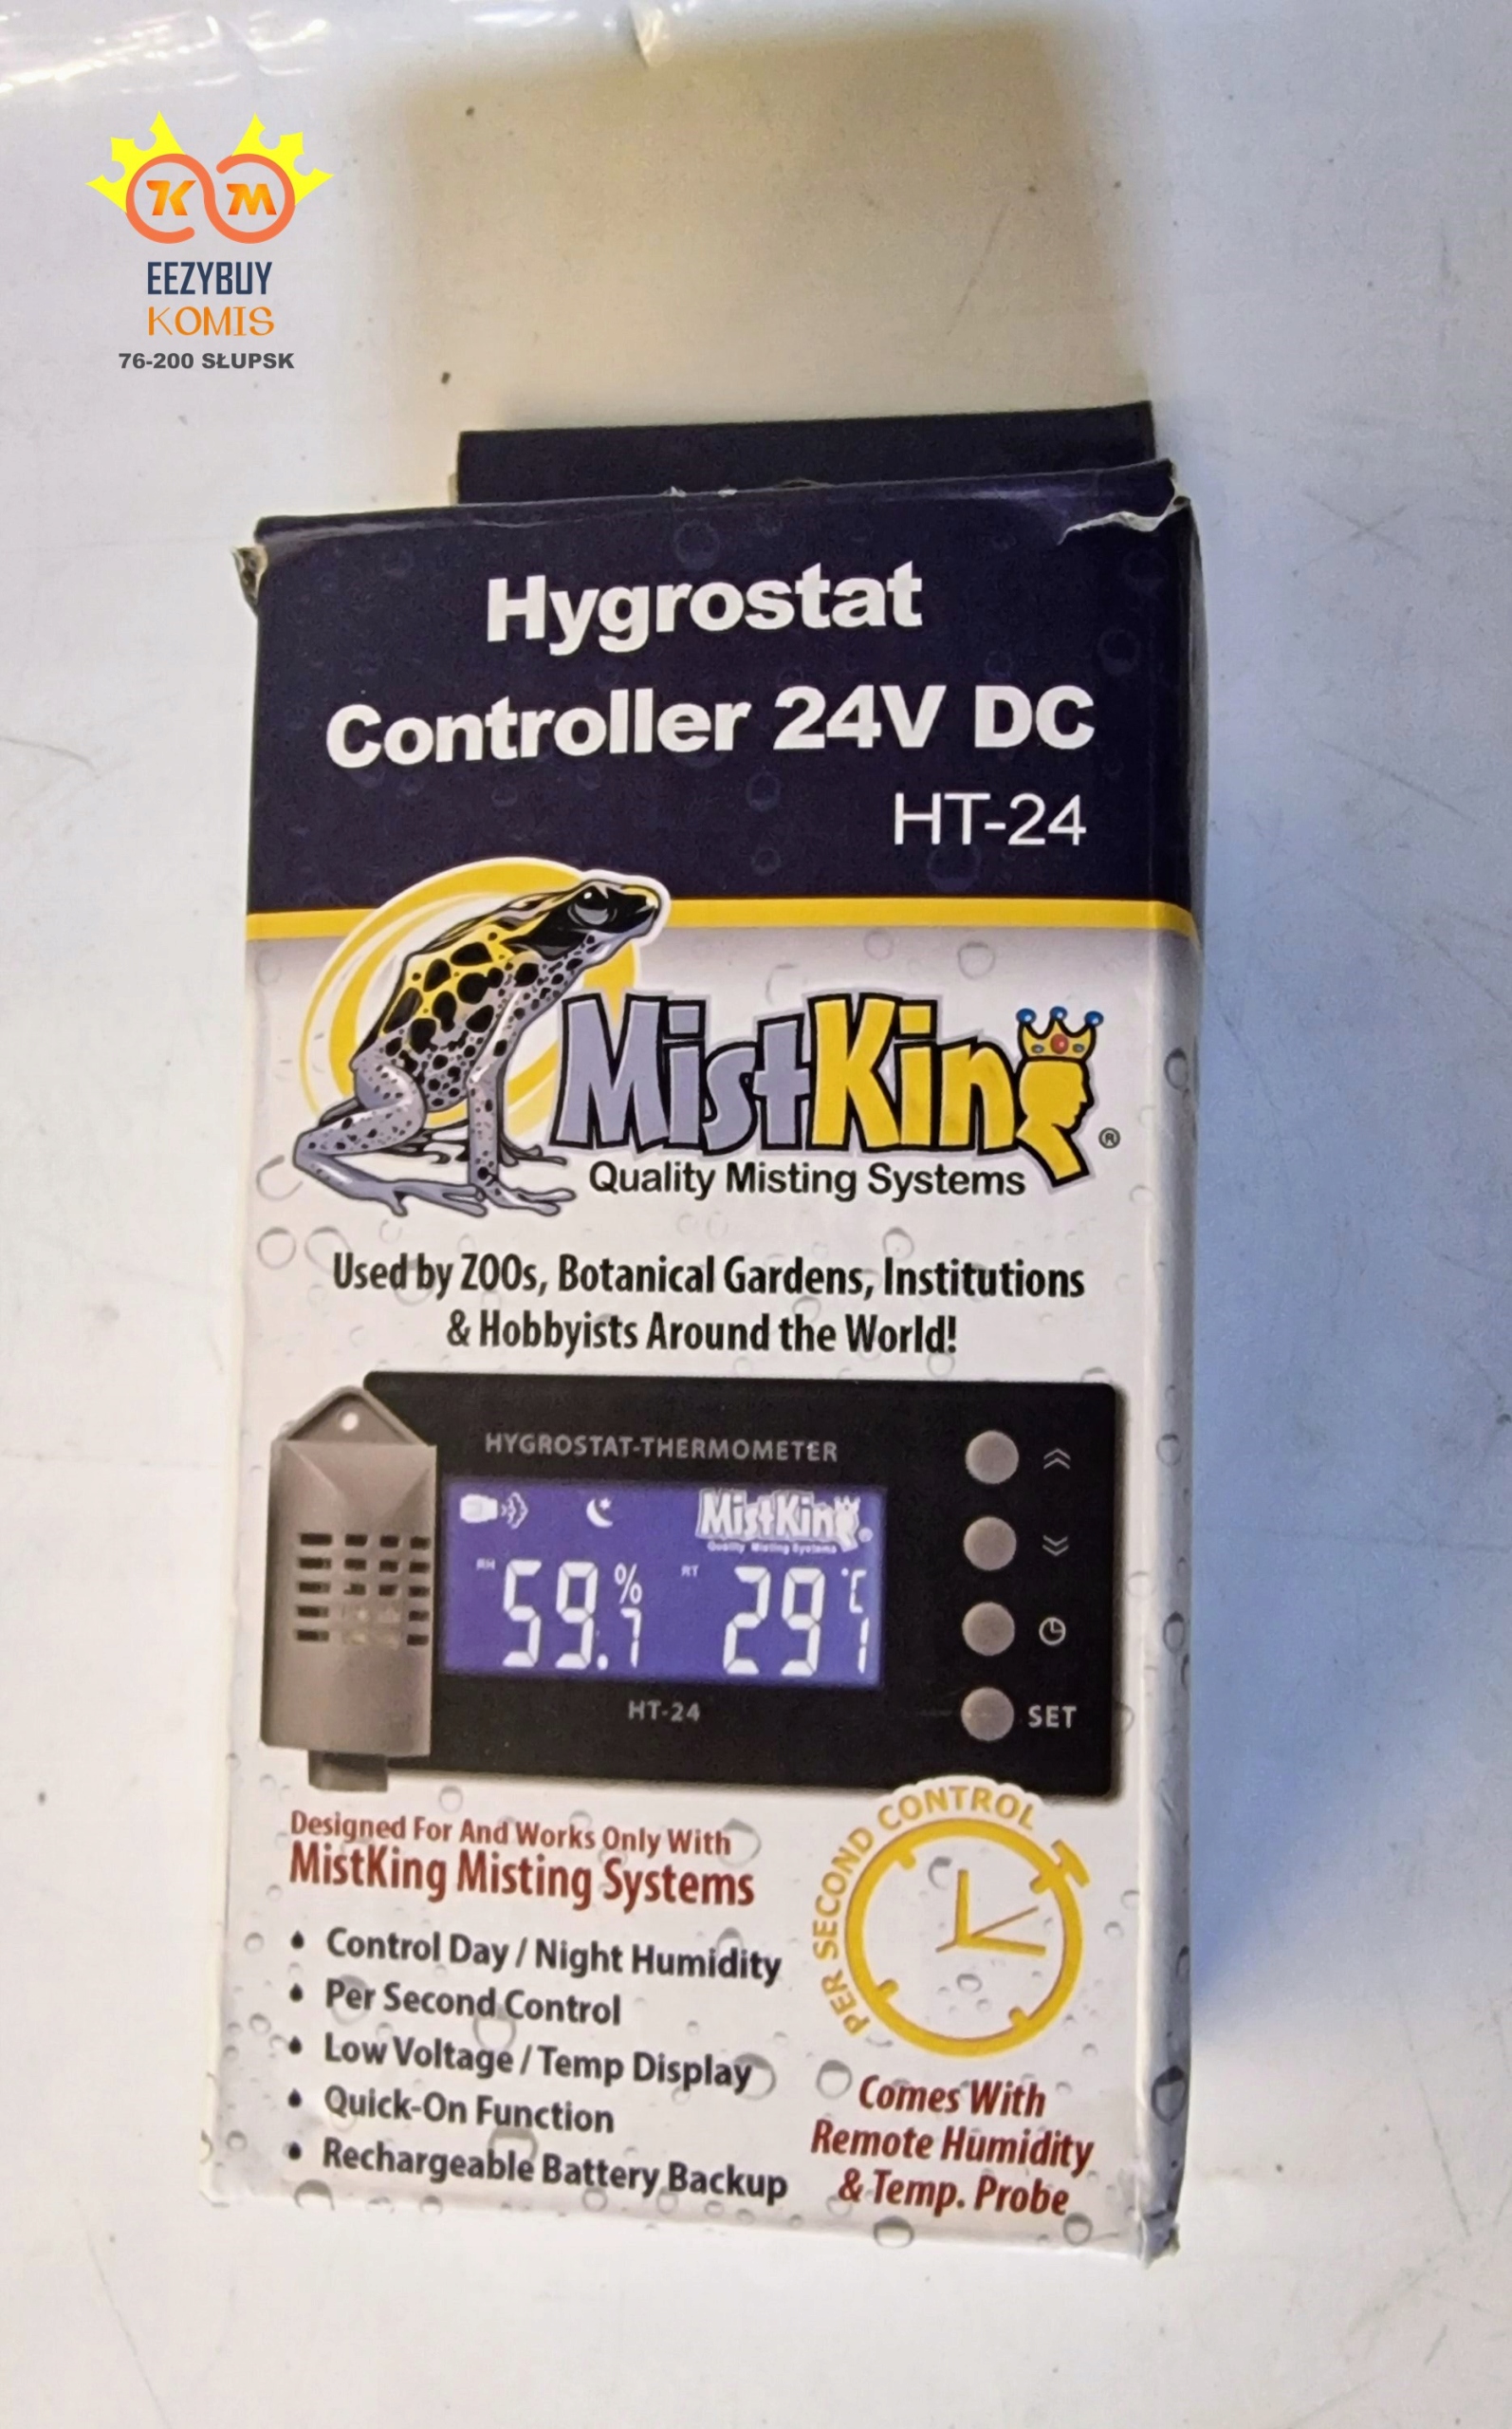 KM
EEZYBUY
KOMIS
76-200 SŁUPSK
Hygrostat
Controller 24V DC
HT-24
MistKing®
Quality Misting Systems
Used by ZOOs, Botanical Gardens, Institutions
& Hobbyists Around the World!
HYGROSTAT-THERMOMETER
MistKing®
Quality Misting Systems
RH 59.1% RT 29.1°C
HT-24
SET
PER SECOND CONTROL
Designed For And Works Only With
MistKing Misting Systems
Control Day / Night Humidity
Per Second Control
Low Voltage / Temp Display
Quick-On Function
Rechargeable Battery Backup
Comes With
Remote Humidity
& Temp. Probe